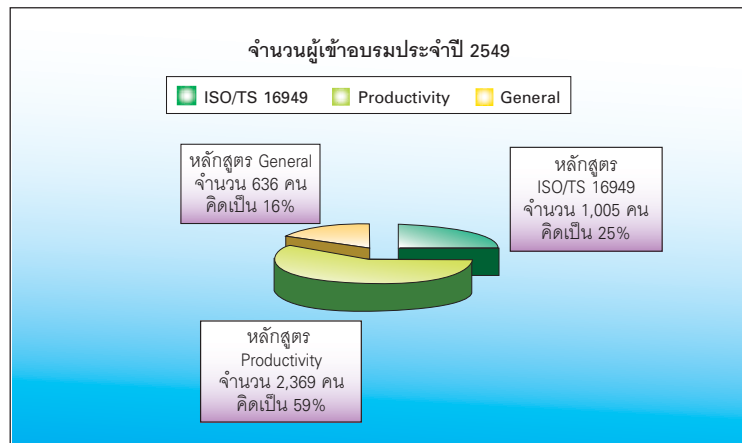 จำนวนผู้เข้าอบรมประจำปี 2549
ISO/TS 16949 Productivity General
หลักสูตร General
จำนวน 636 คน
คิดเป็น 16%
หลักสูตร
ISO/TS 16949
จำนวน 1,005 คน
คิดเป็น 25%
หลักสูตร
Productivity
จำนวน 2,369 คน
คิดเป็น 59%